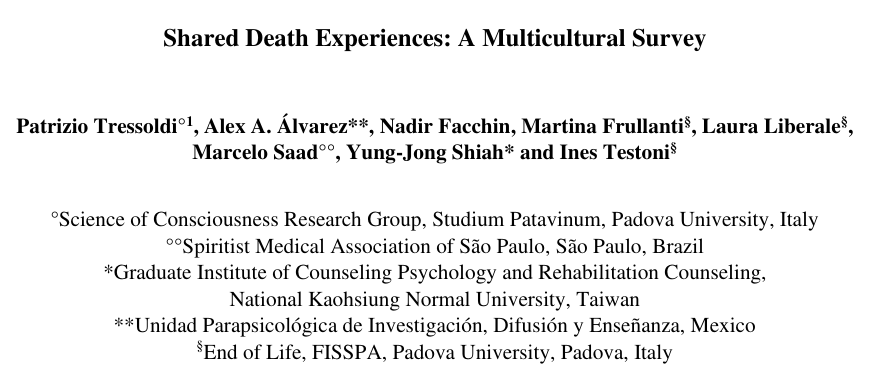 Shared Death Experiences: A Multicultural Survey
Patrizio Tressoldi°¹, Alex A. Álvarez**, Nadir Facchin, Martina Frullanti§, Laura Liberale§,
Marcelo Saad°°, Yung-Jong Shiah* and Ines Testoni§
°Science of Consciousness Research Group, Studium Patavinum, Padova University, Italy
°°Spiritist Medical Association of São Paulo, São Paulo, Brazil
*Graduate Institute of Counseling Psychology and Rehabilitation Counseling,
National Kaohsiung Normal University, Taiwan
**Unidad Parapsicológica de Investigación, Difusión y Enseñanza, Mexico
§End of Life, FISSPA, Padova University, Padova, Italy